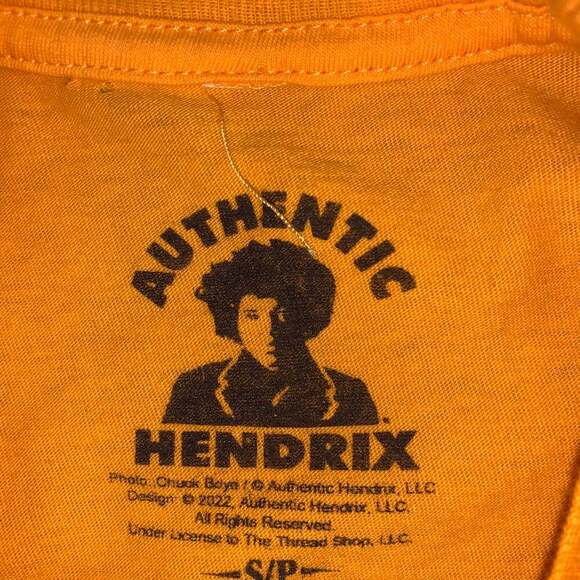 AUTHENTIC
HENDRIX
Photo: Chuck Boyd / © Authentic Hendrix, LLC
Design: © 2022, Authentic Hendrix, LLC.
All Rights Reserved.
Under License to The Thread Shop, LLC.
S/P